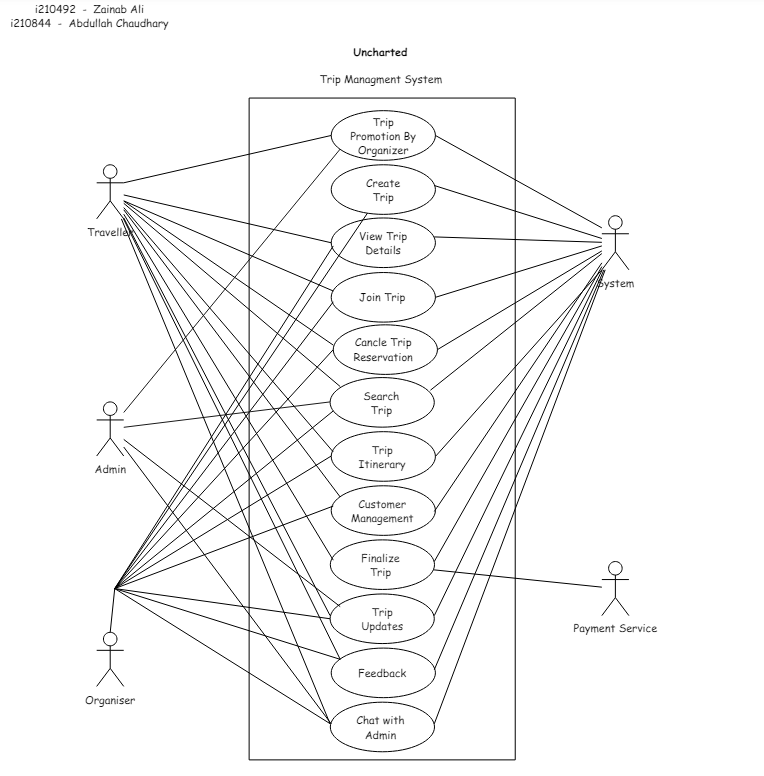 i210492 - Zainab Ali
i210844 - Abdullah Chaudhary
Uncharted
Trip Managment System
Trip
Promotion By
Organizer
Create
Trip
Traveller
View Trip
Details
System
Join Trip
Cancle Trip
Reservation
Search
Trip
Admin
Trip
Itinerary
Customer
Management
Finalize
Trip
Trip
Updates
Payment Service
Feedback
Organiser
Chat with
Admin